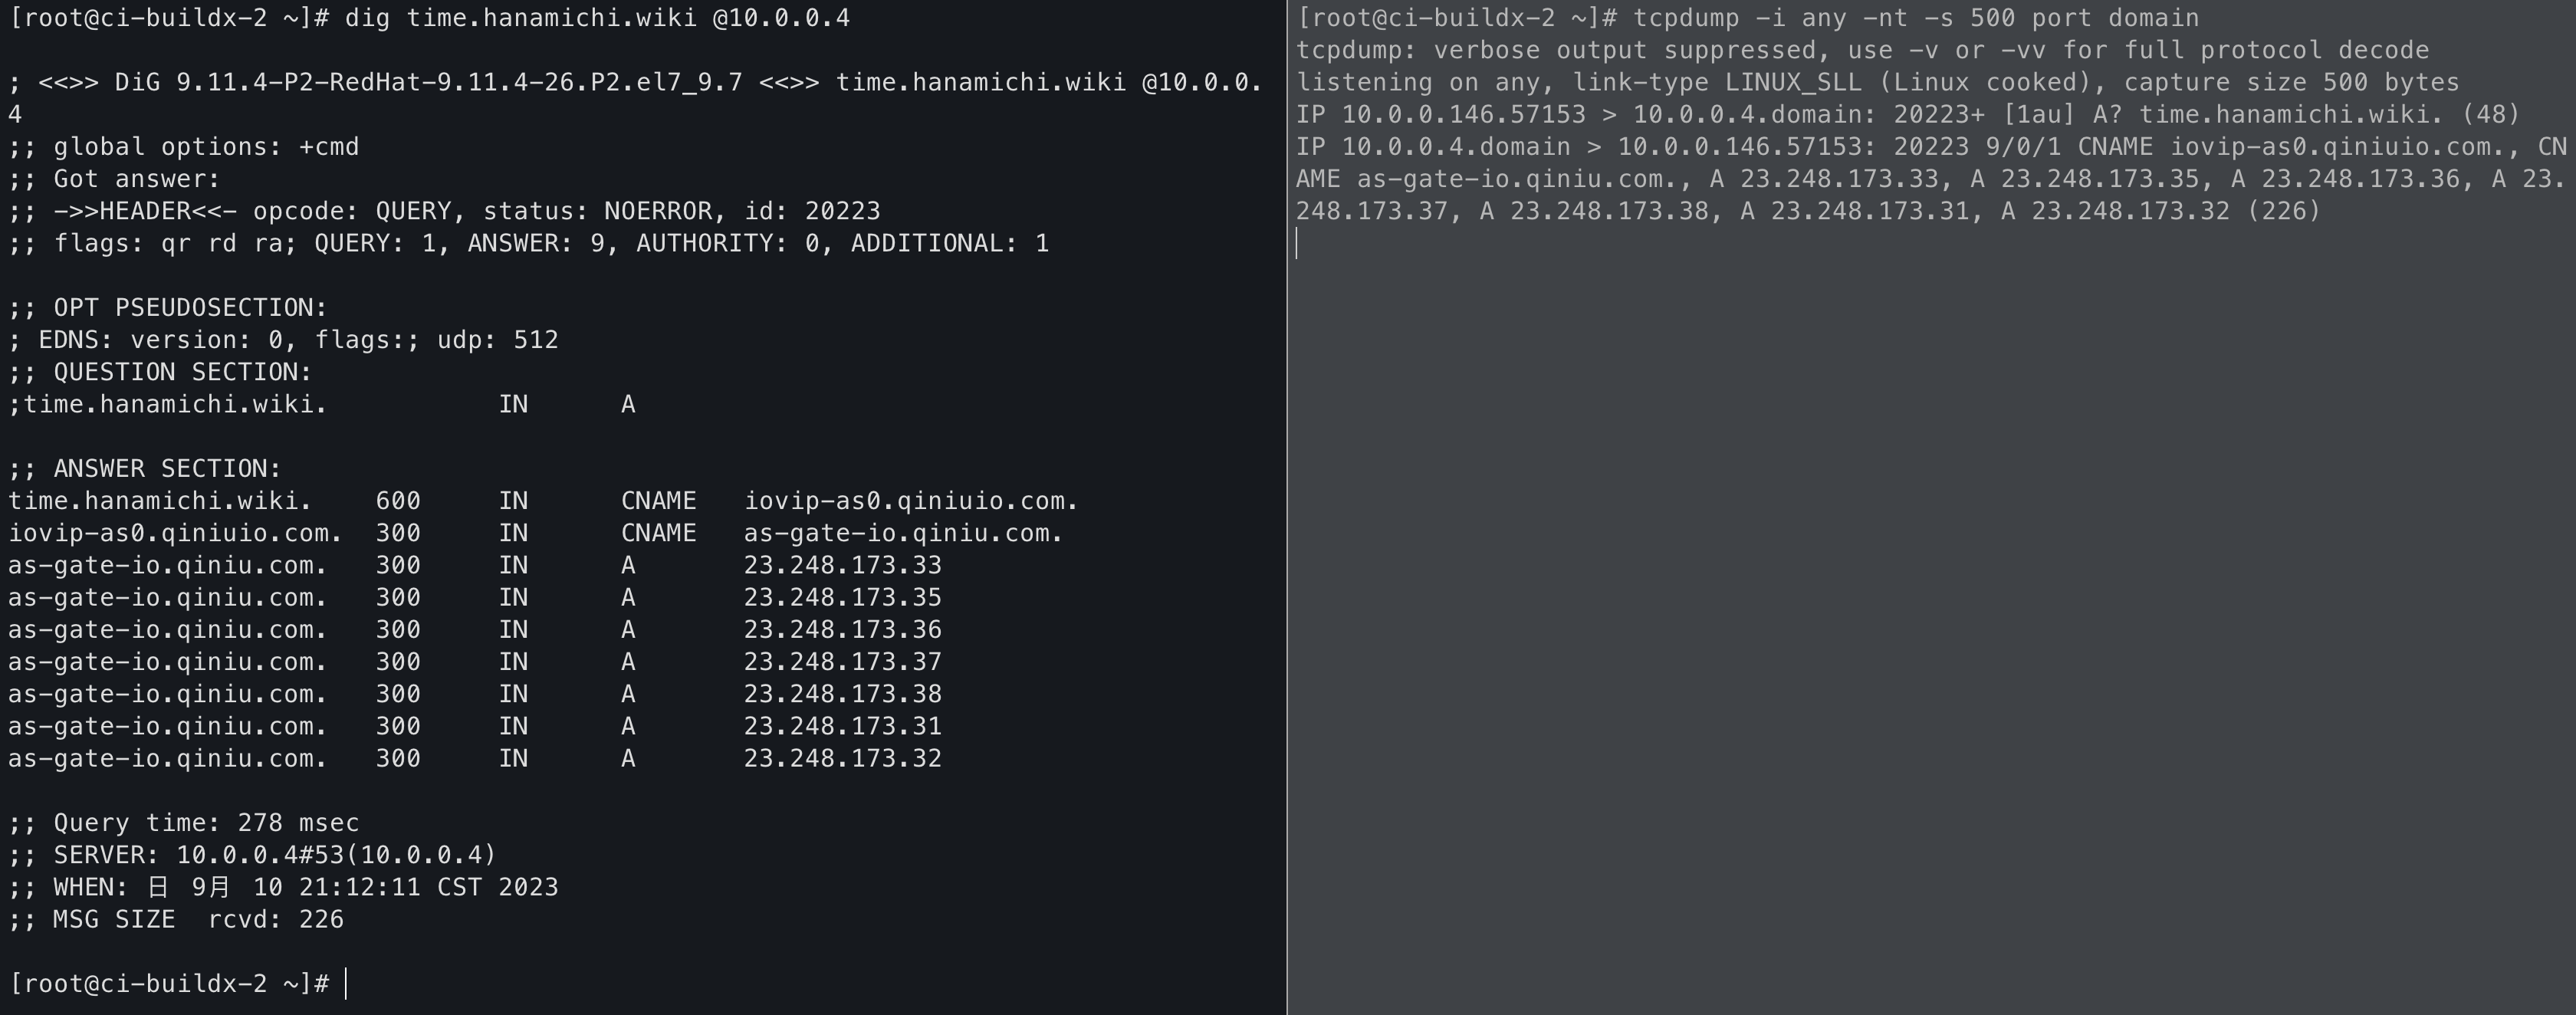 [root@ci-buildx-2 ~]# dig time.hanamichi.wiki @10.0.0.4

; <<>> DiG 9.11.4-P2-RedHat-9.11.4-26.P2.el7_9.7 <<>> time.hanamichi.wiki @10.0.0.
4
;; global options: +cmd
;; Got answer:
;; ->>HEADER<<- opcode: QUERY, status: NOERROR, id: 20223
;; flags: qr rd ra; QUERY: 1, ANSWER: 9, AUTHORITY: 0, ADDITIONAL: 1

;; OPT PSEUDOSECTION:
; EDNS: version: 0, flags:; udp: 512
;; QUESTION SECTION:
;time.hanamichi.wiki. IN A

;; ANSWER SECTION:
time.hanamichi.wiki. 600 IN CNAME iovip-as0.qiniuio.com.
iovip-as0.qiniuio.com. 300 IN CNAME as-gate-io.qiniu.com.
as-gate-io.qiniu.com. 300 IN A 23.248.173.33
as-gate-io.qiniu.com. 300 IN A 23.248.173.35
as-gate-io.qiniu.com. 300 IN A 23.248.173.36
as-gate-io.qiniu.com. 300 IN A 23.248.173.37
as-gate-io.qiniu.com. 300 IN A 23.248.173.38
as-gate-io.qiniu.com. 300 IN A 23.248.173.31
as-gate-io.qiniu.com. 300 IN A 23.248.173.32

;; Query time: 278 msec
;; SERVER: 10.0.0.4#53(10.0.0.4)
;; WHEN: 日 9月 10 21:12:11 CST 2023
;; MSG SIZE  rcvd: 226

[root@ci-buildx-2 ~]#
[root@ci-buildx-2 ~]# tcpdump -i any -nt -s 500 port domain
tcpdump: verbose output suppressed, use -v or -vv for full protocol decode
listening on any, link-type LINUX_SLL (Linux cooked), capture size 500 bytes
IP 10.0.0.146.57153 > 10.0.0.4.domain: 20223+ [1au] A? time.hanamichi.wiki. (48)
IP 10.0.0.4.domain > 10.0.0.146.57153: 20223 9/0/1 CNAME iovip-as0.qiniuio.com., CN
AME as-gate-io.qiniu.com., A 23.248.173.33, A 23.248.173.35, A 23.248.173.36, A 23.
248.173.37, A 23.248.173.38, A 23.248.173.31, A 23.248.173.32 (226)